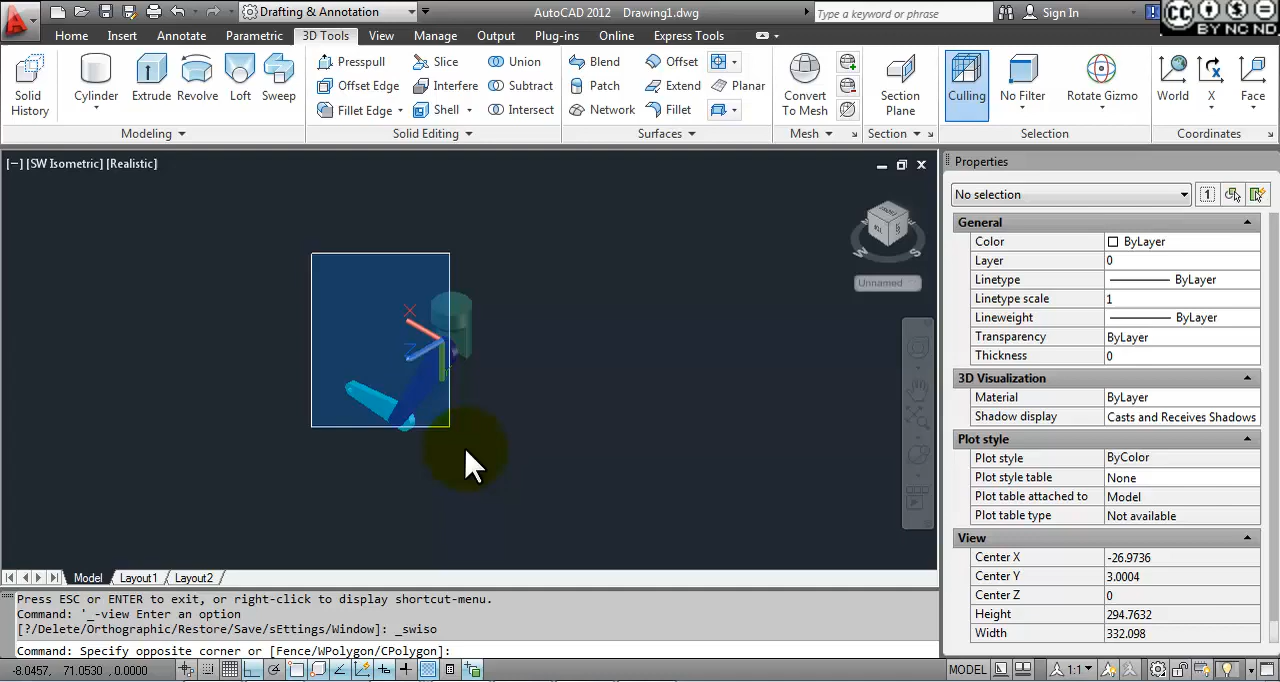 Drafting & Annotation
AutoCAD 2012 Drawing1.dwg
Type a keyword or phrase
Sign In
CC
BY NC ND
Home Insert Annotate Parametric 3D Tools View Manage Output Plug-ins Online Express Tools
Solid History
Cylinder
Extrude
Revolve
Loft
Sweep
Modeling
Presspull
Offset Edge
Fillet Edge
Slice
Interfere
Shell
Union
Subtract
Intersect
Solid Editing
Blend
Patch
Network
Offset
Extend
Fillet
Planar
Surfaces
Convert To Mesh
Mesh
Section Plane
Section
Culling
No Filter
Rotate Gizmo
Selection
World
X
Face
Coordinates
[−] [SW Isometric] [Realistic]
X
Z
W
S
Unnamed
Properties
No selection
1
General
Color ByLayer
Layer 0
Linetype ByLayer
Linetype scale 1
Lineweight ByLayer
Transparency ByLayer
Thickness 0
3D Visualization
Material ByLayer
Shadow display Casts and Receives Shadows
Plot style
Plot style ByColor
Plot style table None
Plot table attached to Model
Plot table type Not available
View
Center X -26.9736
Center Y 3.0004
Center Z 0
Height 294.7632
Width 332.098
Model Layout1 Layout2
Press ESC or ENTER to exit, or right-click to display shortcut-menu.
Command: '_-view Enter an option
[?/Delete/Orthographic/Restore/Save/sEttings/Window]: _swiso
Command: Specify opposite corner or [Fence/WPolygon/CPolygon]:
-8.0457, 71.0530, 0.0000
MODEL
1:1